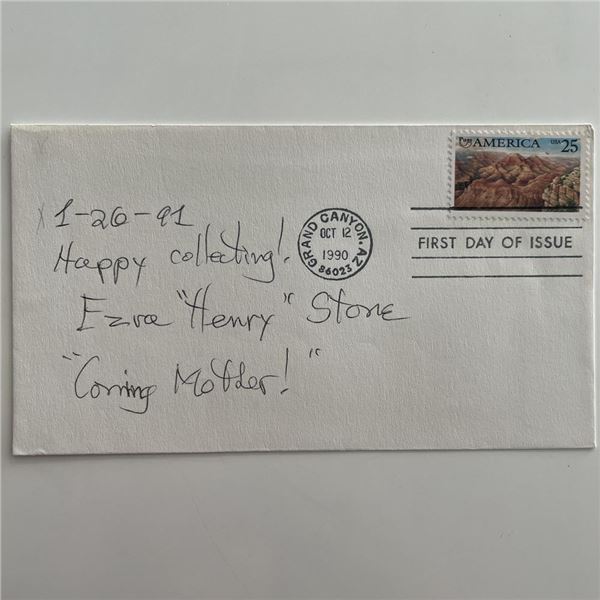 PUAS AMERICA USA 25
GRAND CANYON, AZ
OCT 12
1990
86023
FIRST DAY OF ISSUE
1-26-91
Happy collecting!
Ezra "Henry" Stone
"Coming Mother!"